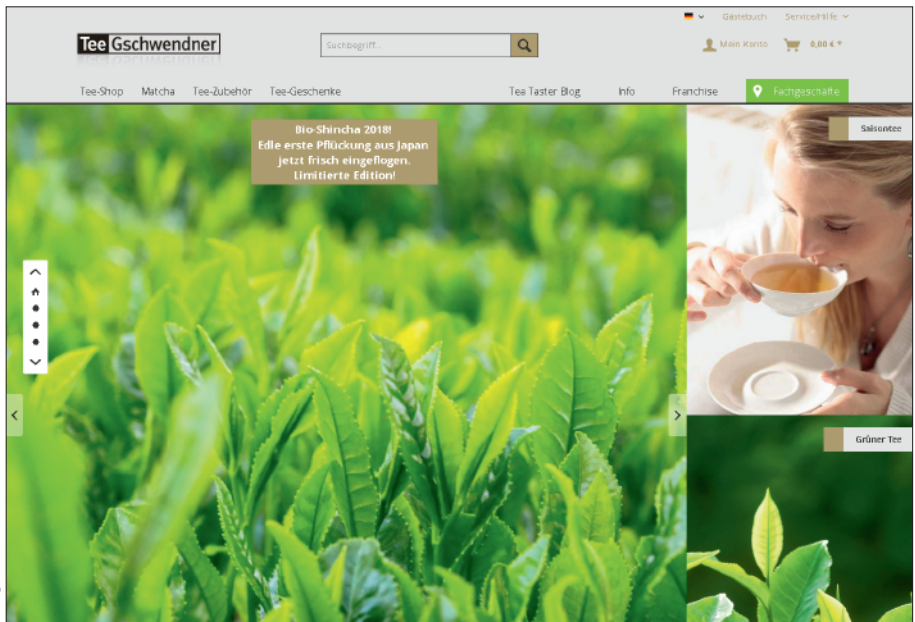 Gästebuch Service/Hilfe
Tee Gschwendner
Suchbegriff...
Mein Konto 0,00 € *
Tee-Shop Matcha Tee-Zubehör Tee-Geschenke Tea Taster Blog Info Franchise Fachgeschäfte
Bio-Shincha 2018!
Edle erste Pflückung aus Japan
jetzt frisch eingeflogen.
Limitierte Edition!
Saisontee
Grüner Tee